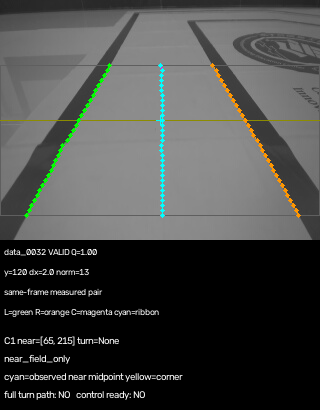 data_0032 VALID Q=1.00
y=120 dx=2.0 norm=13
same-frame measured pair
L=green R=orange C=magenta cyan=ribbon
C1 near=[65, 215] turn=None
near_field_only
cyan=observed near midpoint yellow=corner
full turn path: NO control ready: NO